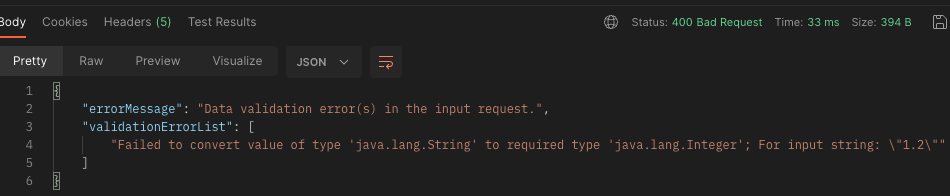 Body Cookies Headers (5) Test Results Status: 400 Bad Request Time: 33 ms Size: 394 B
Pretty Raw Preview Visualize JSON
1 {
2 "errorMessage": "Data validation error(s) in the input request.",
3 "validationErrorList": [
4 "Failed to convert value of type 'java.lang.String' to required type 'java.lang.Integer'; For input string: \"1.2\""
5 ]
6 }